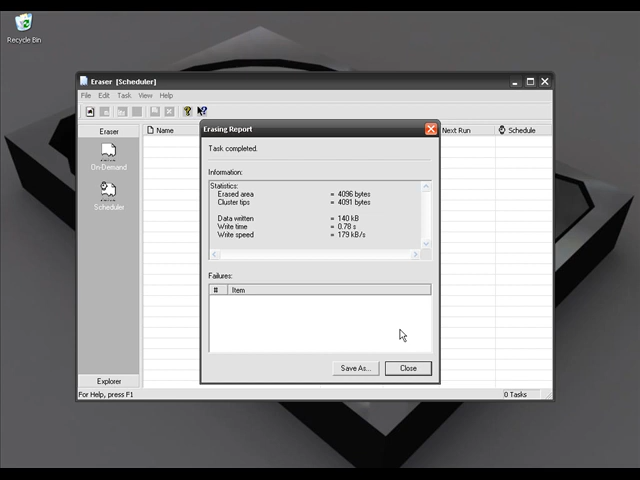 Recycle Bin
Eraser [Scheduler]
File Edit Task View Help
Eraser
Name
Next Run
Schedule
On-Demand
Scheduler
Explorer
Erasing Report
Task completed.
Information:
Statistics:
Erased area = 4096 bytes
Cluster tips = 4091 bytes
Data written = 140 kB
Write time = 0.78 s
Write speed = 179 kB/s
Failures:
# Item
Save As... Close
For Help, press F1
0 Tasks